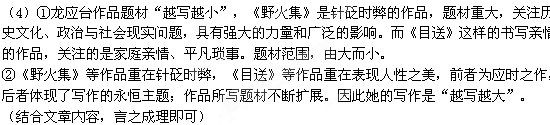 （4）①龙应台作品题材“越写越小”，《野火集》是针砭时弊的作品，题材重大，关注历
史文化、政治与社会现实问题，具有强大的力量和广泛的影响。而《目送》这样的书写亲情
的作品，关注的是家庭亲情、平凡琐事。题材范围，由大而小。
②《野火集》等作品重在针砭时弊，《目送》等作品重在表现人性之美，前者为应时之作，
后者体现了写作的永恒主题；作品所写题材不断扩展。因此她的写作是“越写越大”。
（结合文章内容，言之成理即可）